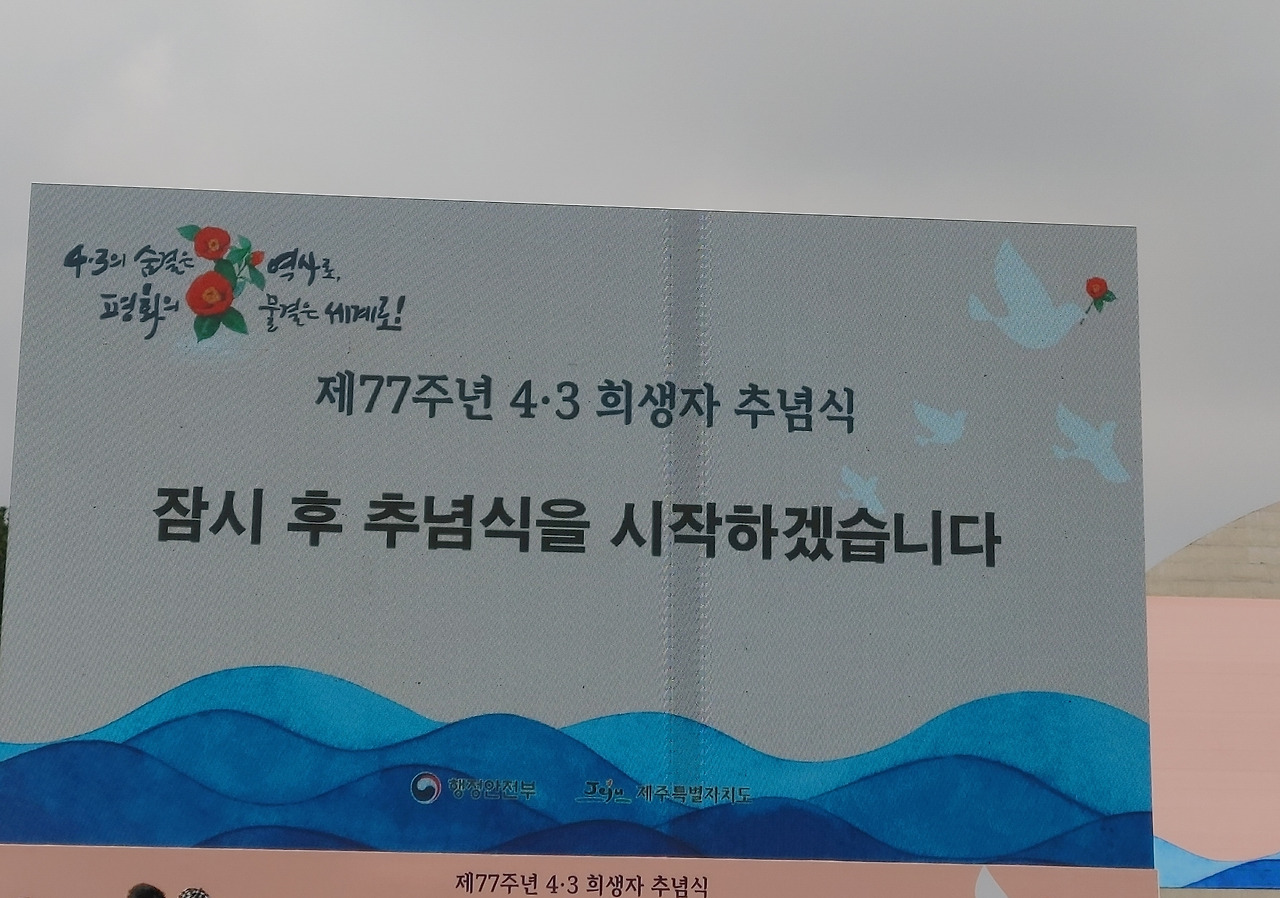 4·3의 숨결은 역사로,
평화의 물결은 세계로!
제77주년 4·3 희생자 추념식
잠시 후 추념식을 시작하겠습니다
행정안전부 Jeju 제주특별자치도
제77주년 4·3 희생자 추념식